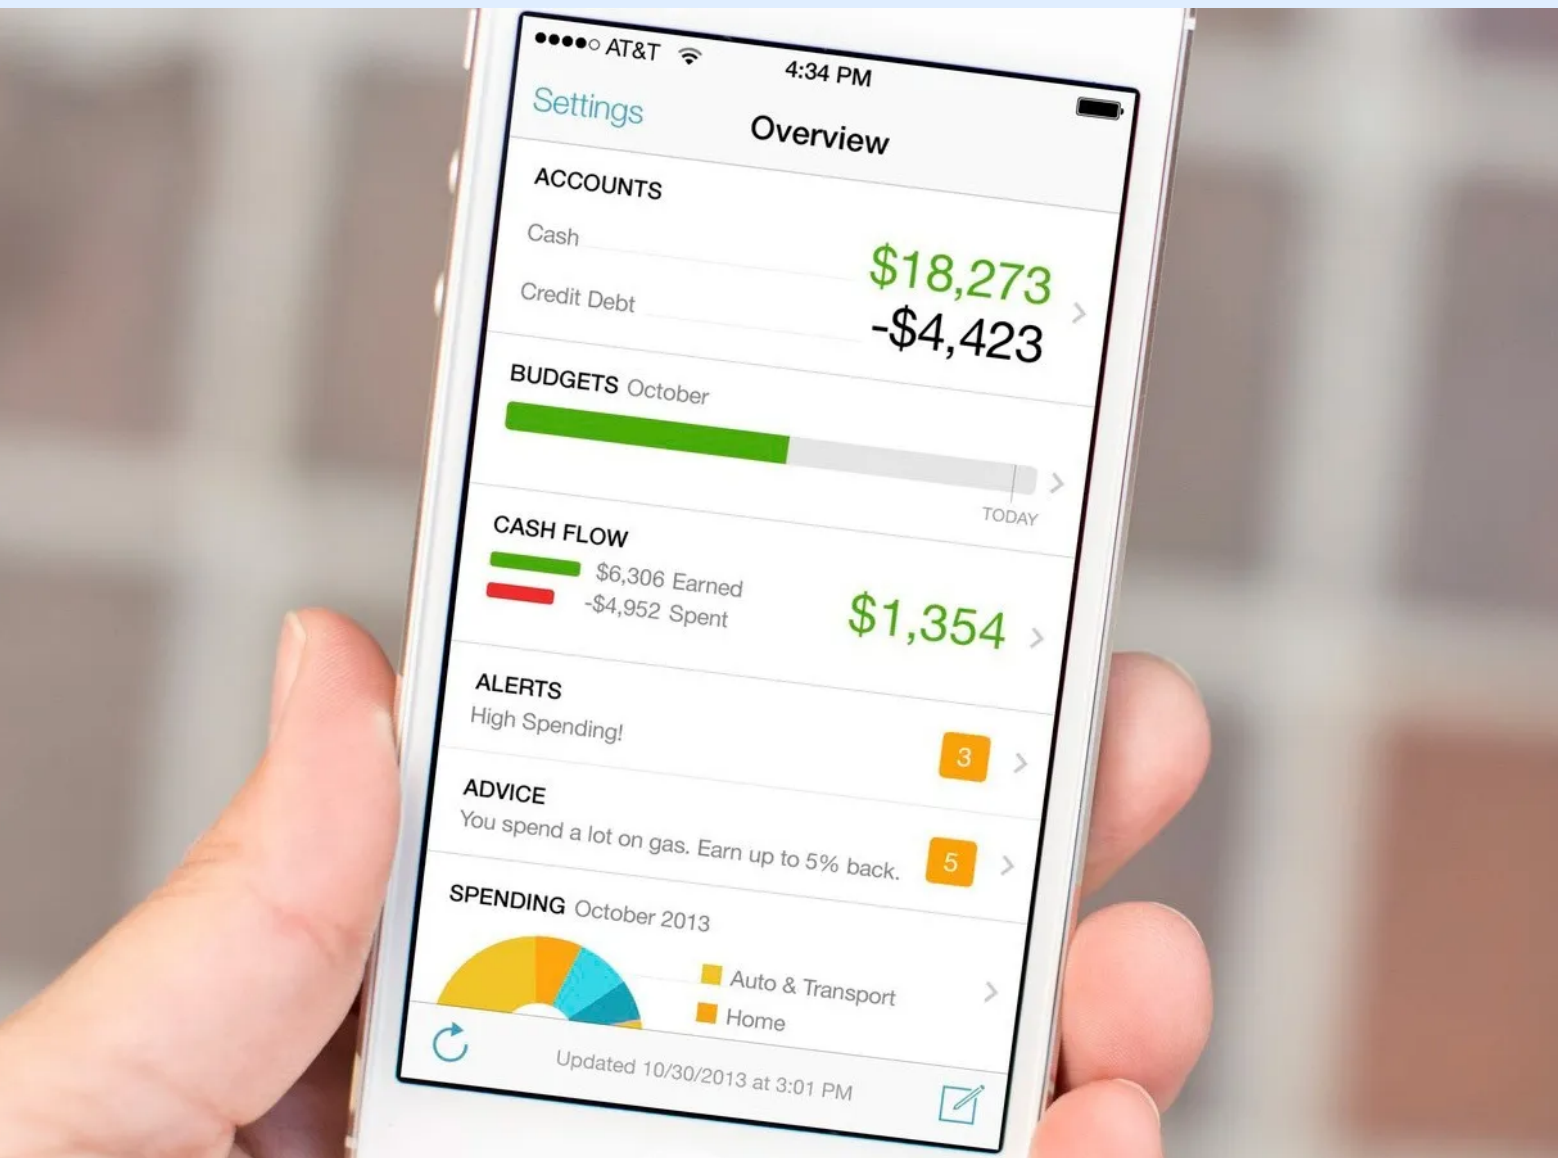 AT&T 4:34 PM
Settings Overview
ACCOUNTS
Cash $18,273
Credit Debt -$4,423
BUDGETS October
TODAY
CASH FLOW
$6,306 Earned
-$4,952 Spent
$1,354
ALERTS
High Spending! 3
ADVICE
You spend a lot on gas. Earn up to 5% back. 5
SPENDING October 2013
Auto & Transport
Home
Updated 10/30/2013 at 3:01 PM